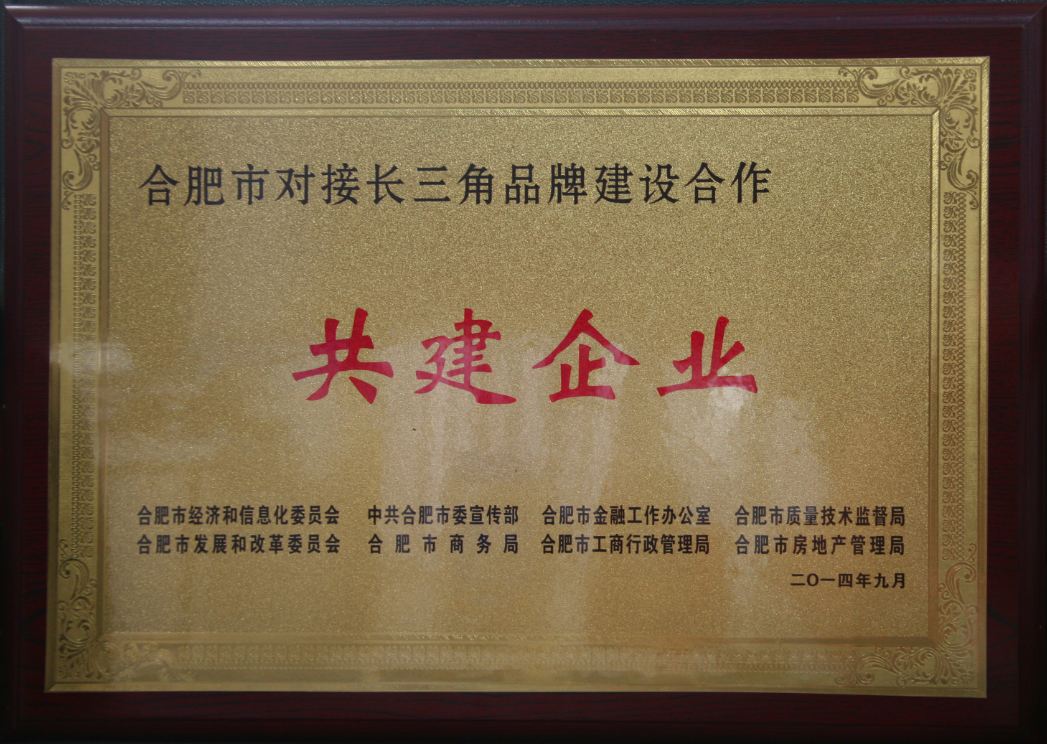 合肥市对接长三角品牌建设合作
共建企业
合肥市经济和信息化委员会 中共合肥市委宣传部 合肥市金融工作办公室 合肥市质量技术监督局
合肥市发展和改革委员会 合肥市商务局 合肥市工商行政管理局 合肥市房地产管理局
二〇一四年九月